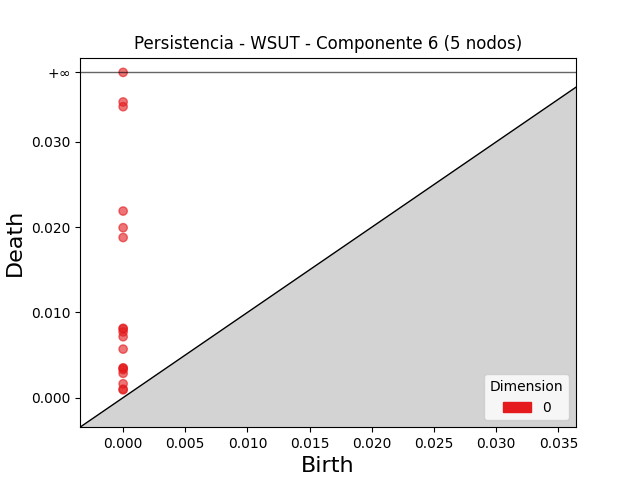 Persistencia - WSUT - Componente 6 (5 nodos)
+∞
0.030
0.020
0.010
0.000
Death
Dimension
0
0.000 0.005 0.010 0.015 0.020 0.025 0.030 0.035
Birth